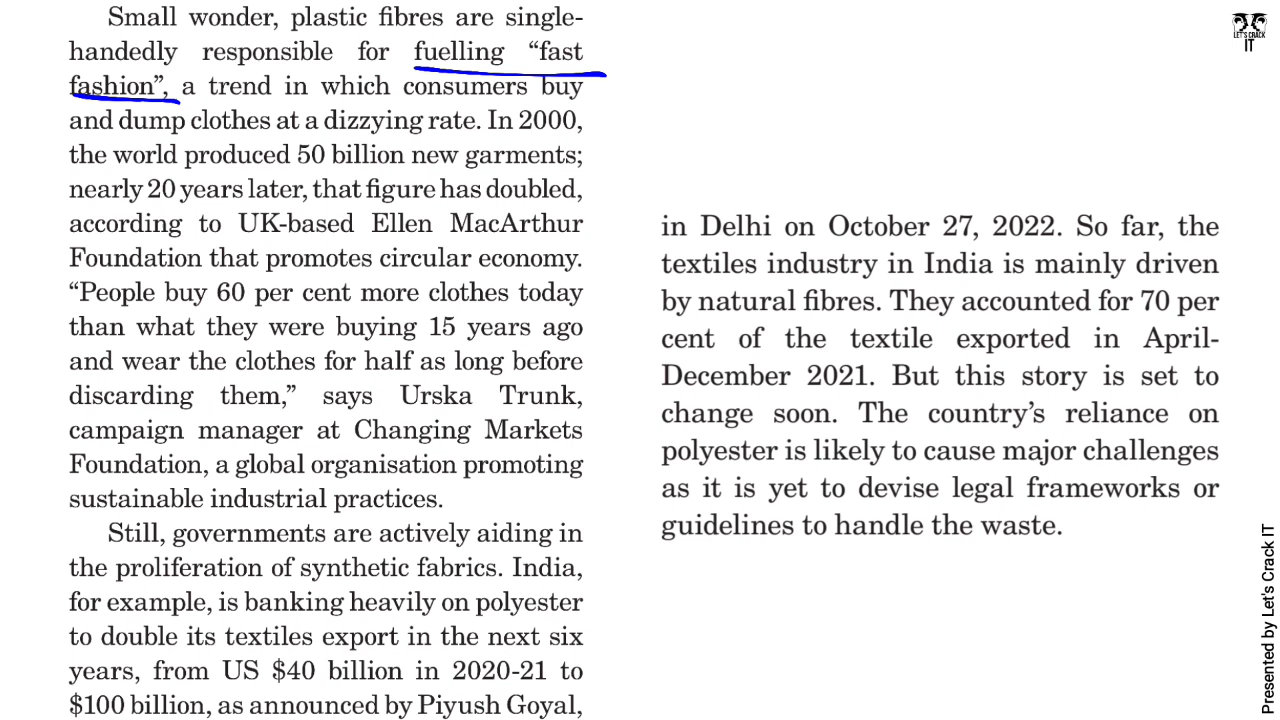 Small wonder, plastic fibres are single-
handedly responsible for fuelling “fast
fashion”, a trend in which consumers buy
and dump clothes at a dizzying rate. In 2000,
the world produced 50 billion new garments;
nearly 20 years later, that figure has doubled,
according to UK-based Ellen MacArthur
Foundation that promotes circular economy.
“People buy 60 per cent more clothes today
than what they were buying 15 years ago
and wear the clothes for half as long before
discarding them,” says Urska Trunk,
campaign manager at Changing Markets
Foundation, a global organisation promoting
sustainable industrial practices.
Still, governments are actively aiding in
the proliferation of synthetic fabrics. India,
for example, is banking heavily on polyester
to double its textiles export in the next six
years, from US $40 billion in 2020-21 to
$100 billion, as announced by Piyush Goyal,
in Delhi on October 27, 2022. So far, the
textiles industry in India is mainly driven
by natural fibres. They accounted for 70 per
cent of the textile exported in April-
December 2021. But this story is set to
change soon. The country’s reliance on
polyester is likely to cause major challenges
as it is yet to devise legal frameworks or
guidelines to handle the waste.
LET'S CRACK
IT
Presented by Let's Crack IT